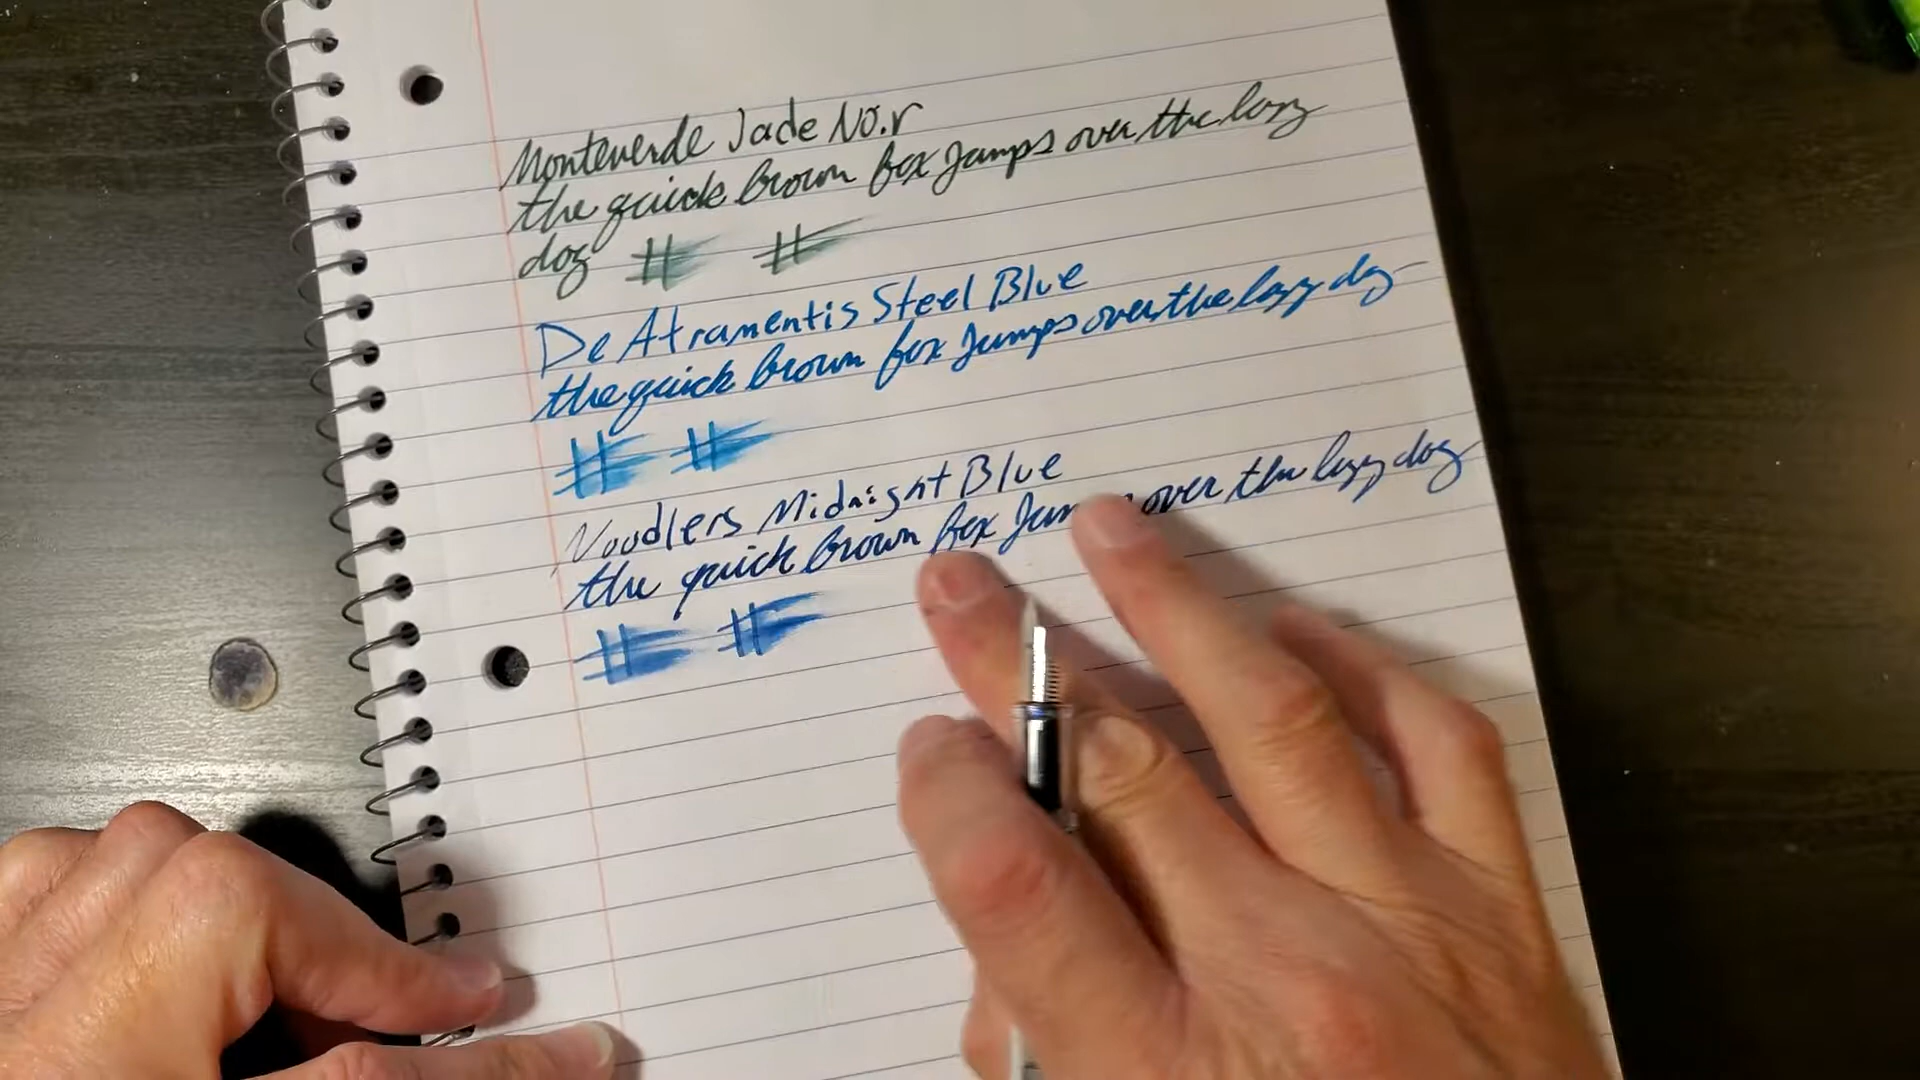 Monteverde Jade No.r
the quick brown fox jumps over the lazy
dog # #
De Atramentis Steel Blue
the quick brown fox jumps over the lazy dog
# #
Noodlers Midnight Blue
the quick brown fox over the lazy dog
# #